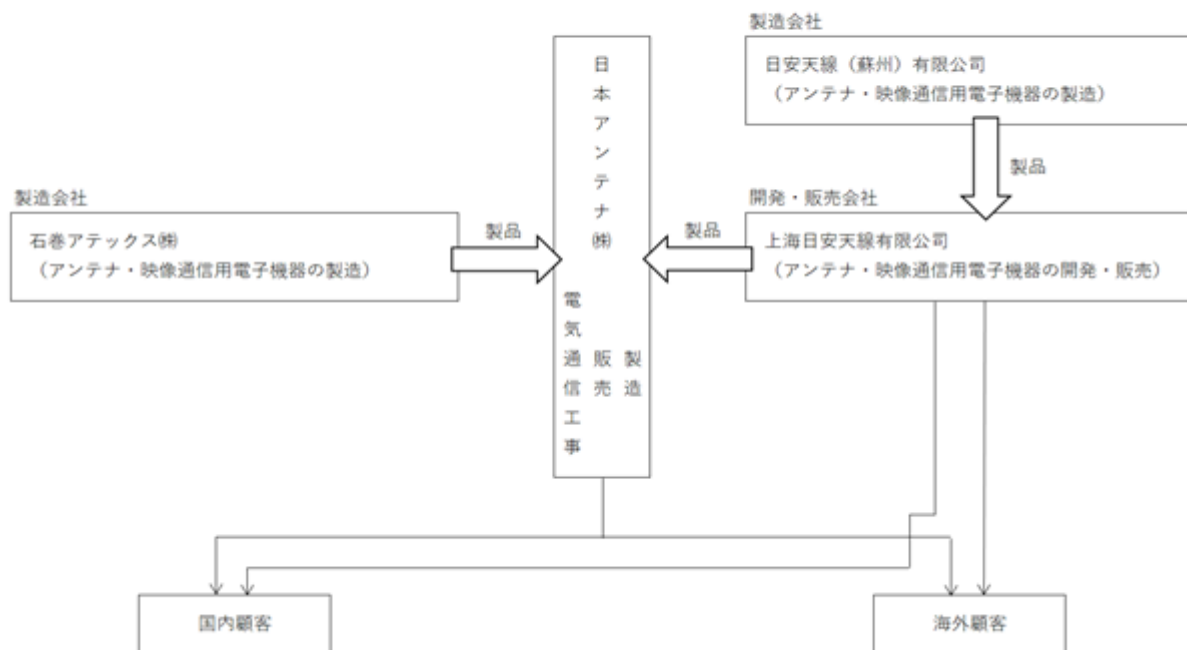 製造会社
日安天線（蘇州）有限公司
（アンテナ・映像通信用電子機器の製造）
製品
開発・販売会社
上海日安天線有限公司
（アンテナ・映像通信用電子機器の開発・販売）
製品
日本アンテナ㈱
製造
販売
電気通信工事
製造会社
石巻アテックス㈱
（アンテナ・映像通信用電子機器の製造）
製品
国内顧客
海外顧客